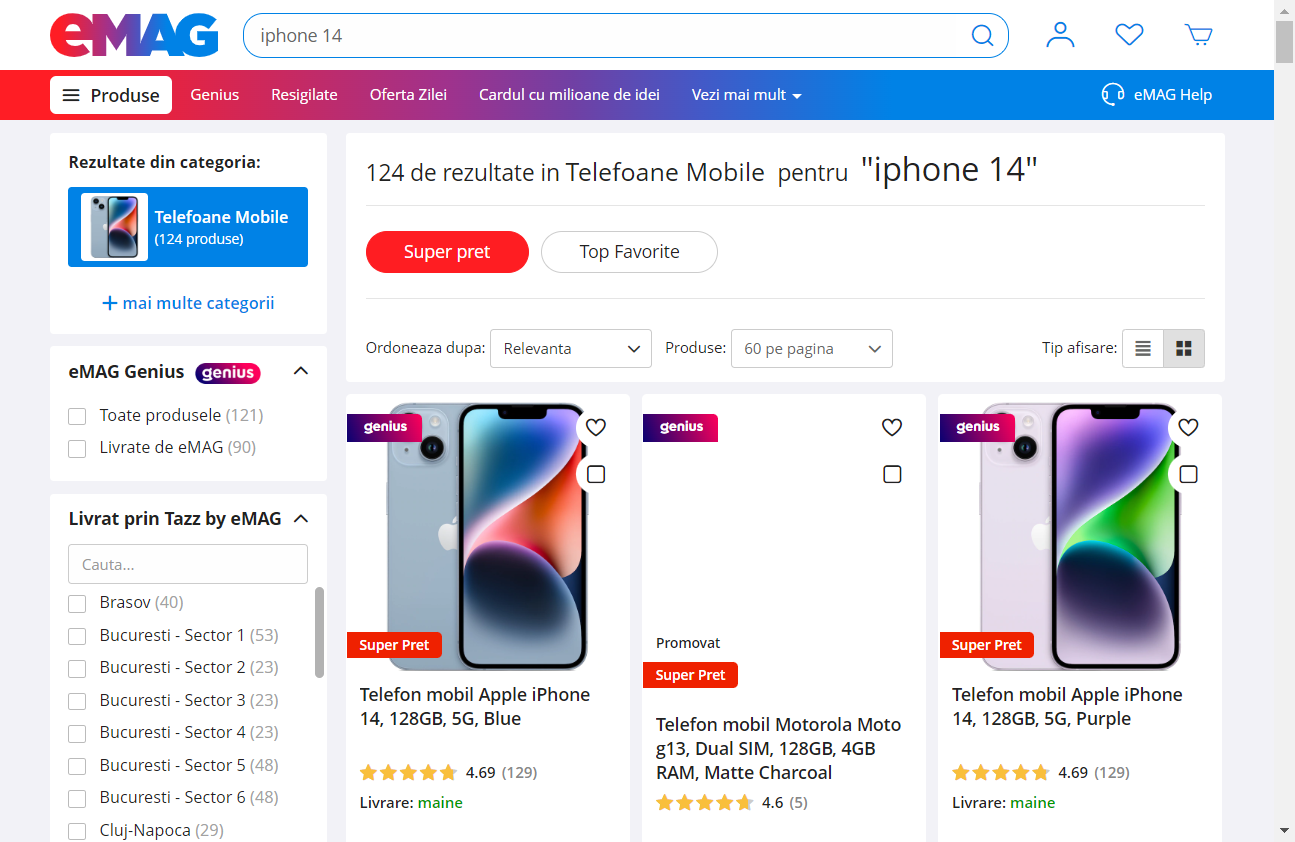 eMAG
iphone 14
Produse
Genius
Resigilate
Oferta Zilei
Cardul cu milioane de idei
Vezi mai mult
eMAG Help
Rezultate din categoria:
Telefoane Mobile
(124 produse)
+ mai multe categorii
eMAG Genius genius
Toate produsele (121)
Livrate de eMAG (90)
Livrat prin Tazz by eMAG
Cauta...
Brasov (40)
Bucuresti - Sector 1 (53)
Bucuresti - Sector 2 (23)
Bucuresti - Sector 3 (23)
Bucuresti - Sector 4 (23)
Bucuresti - Sector 5 (48)
Bucuresti - Sector 6 (48)
Cluj-Napoca (29)
124 de rezultate in Telefoane Mobile pentru "iphone 14"
Super pret
Top Favorite
Ordoneaza dupa: Relevanta
Produse: 60 pe pagina
Tip afisare:
genius
Super Pret
Telefon mobil Apple iPhone
14, 128GB, 5G, Blue
4.69 (129)
Livrare: maine
genius
Promovat
Super Pret
Telefon mobil Motorola Moto
g13, Dual SIM, 128GB, 4GB
RAM, Matte Charcoal
4.6 (5)
genius
Super Pret
Telefon mobil Apple iPhone
14, 128GB, 5G, Purple
4.69 (129)
Livrare: maine